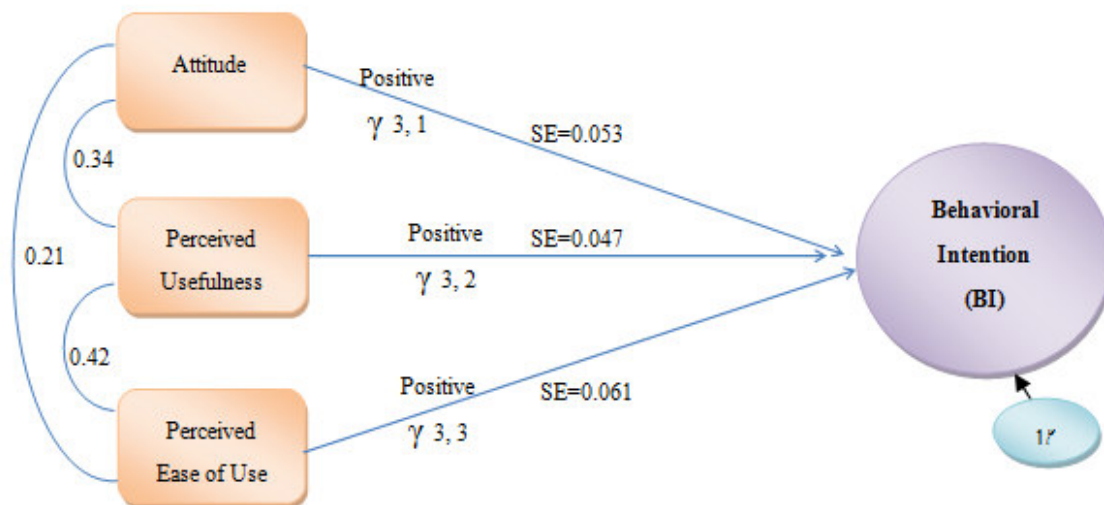 Attitude
Positive
γ 3, 1
SE=0.053
0.34
Perceived
Usefulness
Positive
γ 3, 2
SE=0.047
Behavioral
Intention
(BI)
0.21
0.42
Perceived
Ease of Use
Positive
γ 3, 3
SE=0.061